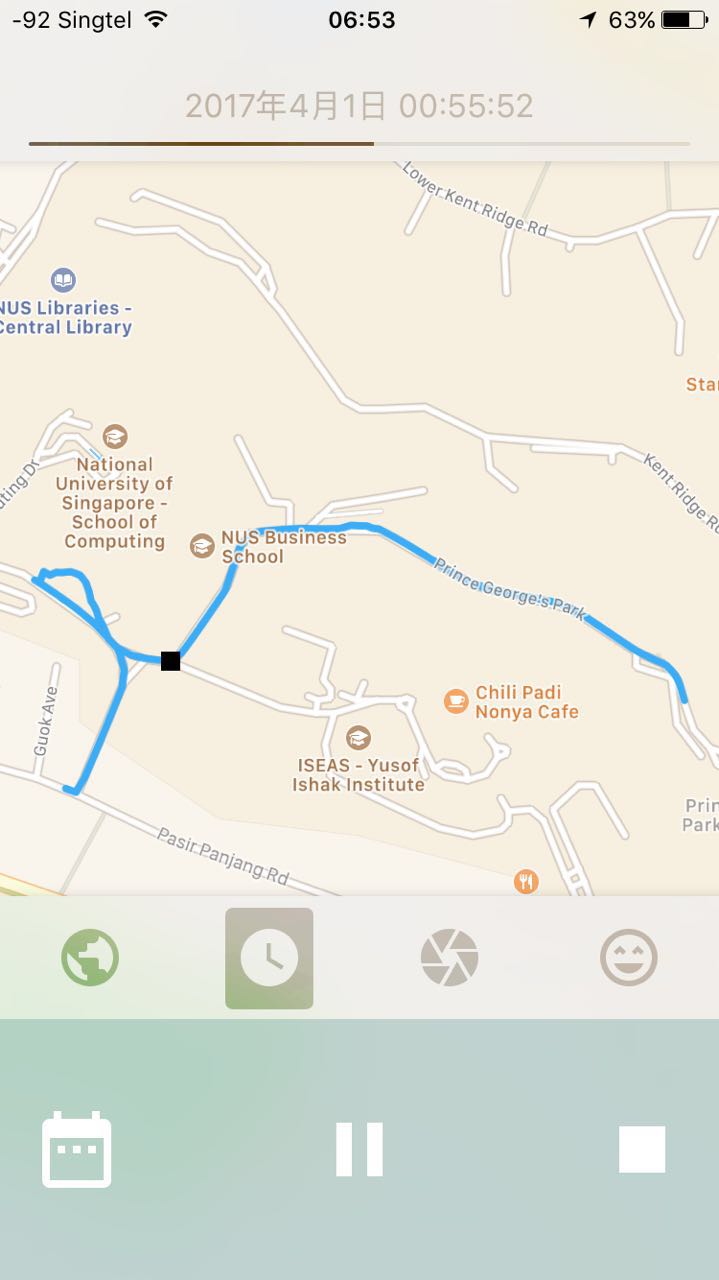 -92 Singtel 06:53 63%
2017年4月1日 00:55:52
Lower Kent Ridge Rd
NUS Libraries -
Central Library
National
University of
Singapore -
School of
Computing
NUS Business
School
Kent Ridge Rd
Prince George's Park
Chili Padi
Nonya Cafe
Guok Ave
ISEAS - Yusof
Ishak Institute
Park
Pasir Panjang Rd